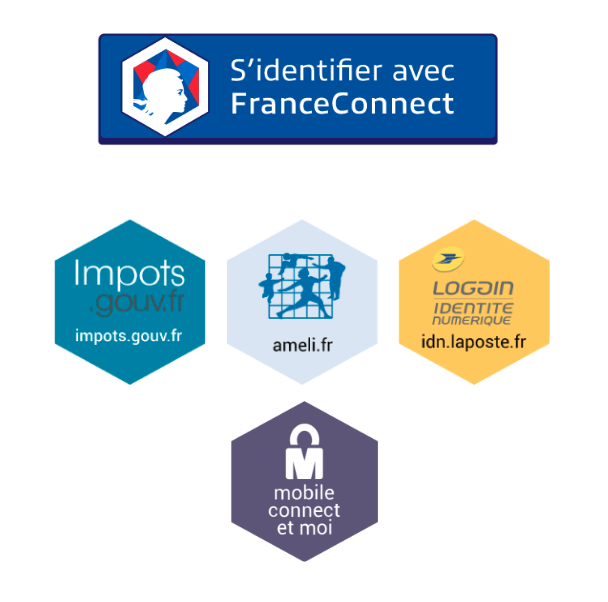 S’identifier avec
FranceConnect
Impots
.gouv.fr
impots.gouv.fr
ameli.fr
LOGGIN
IDENTITE
NUMERIQUE
idn.laposte.fr
M
mobile
connect
et moi